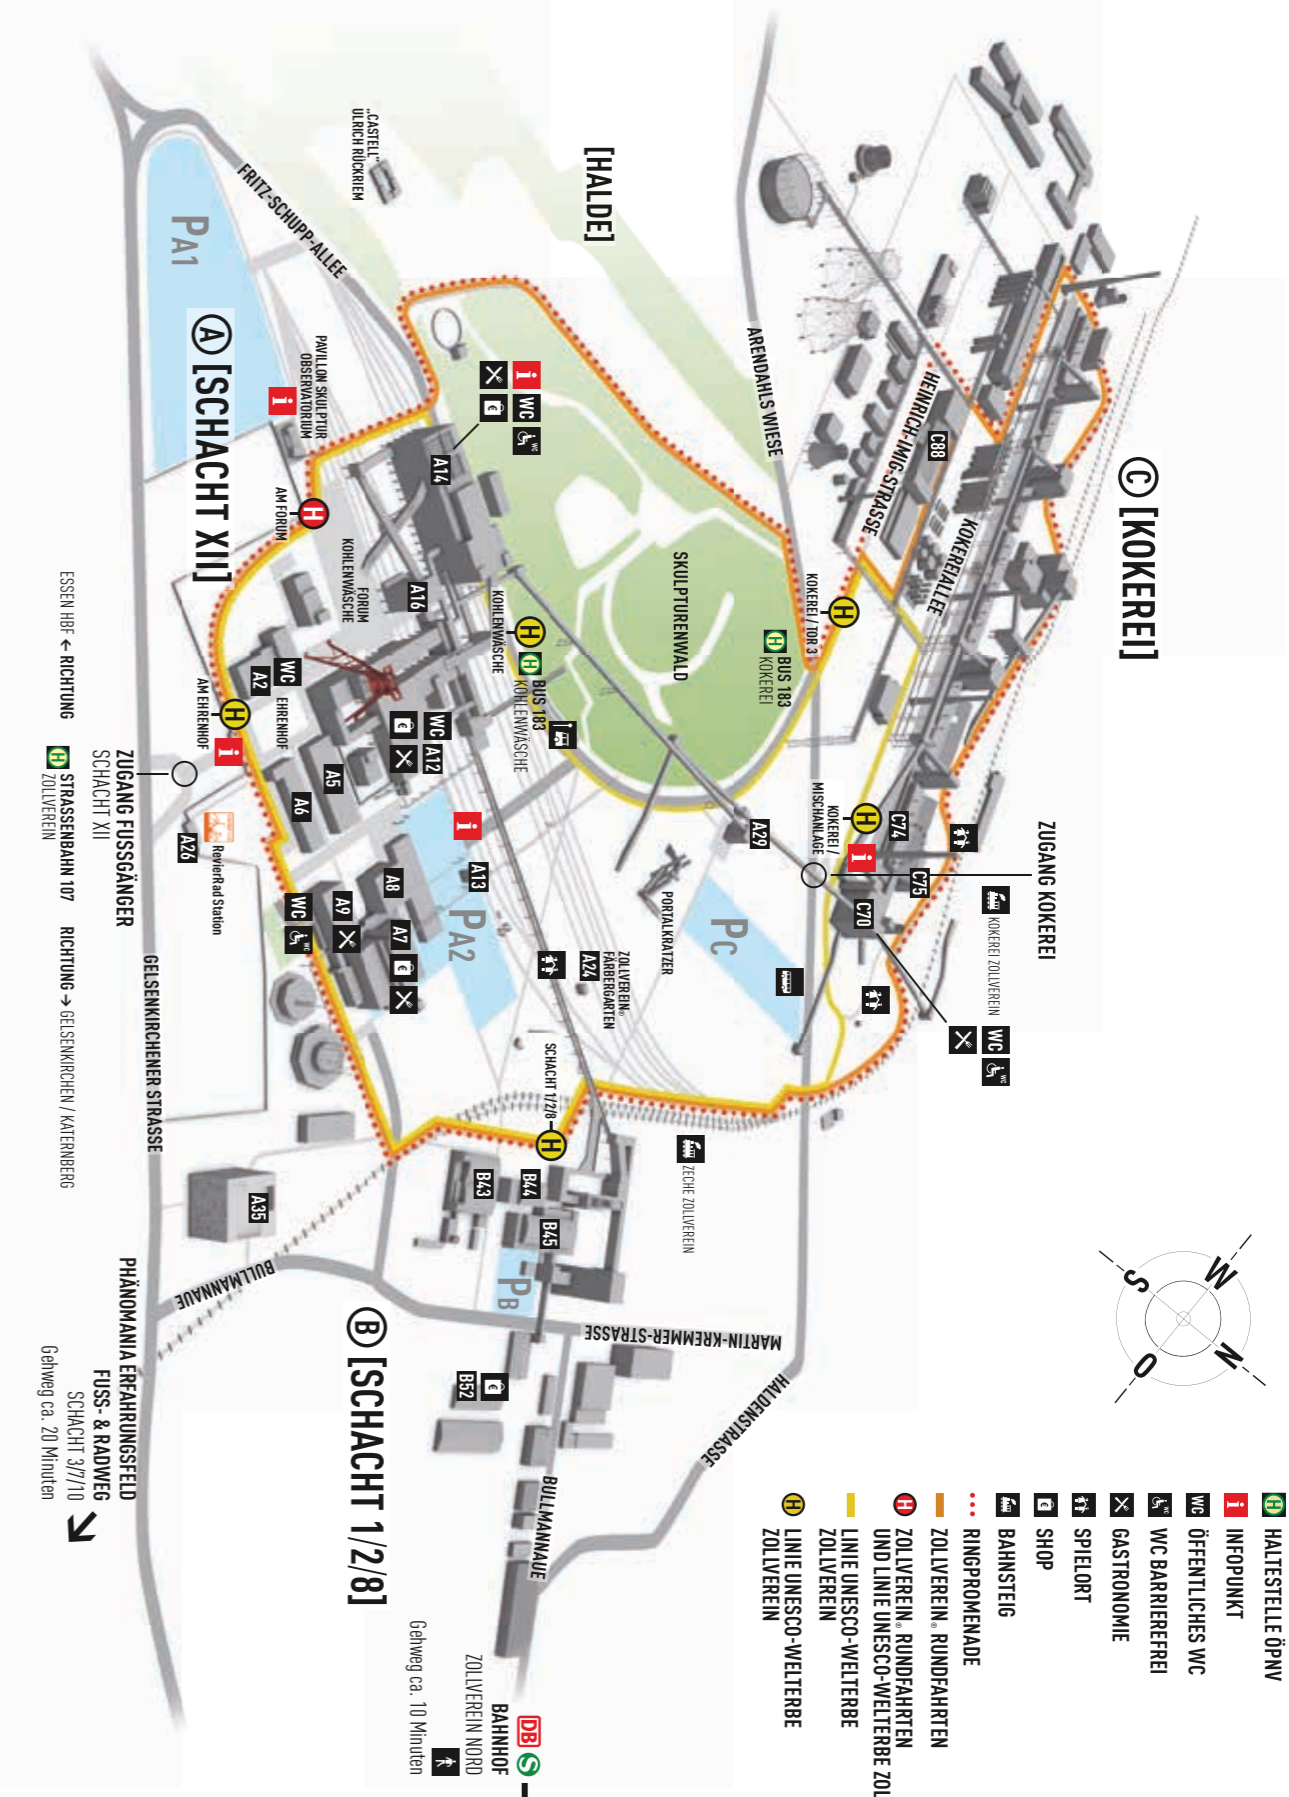 C [KOKEREI]
ZUGANG KOKEREI
KOKEREI ZOLLVEREIN
WC
WC
C88
HEINRICH-IMIG-STRASSE
KOKEREIALLEE
C74
C75
C70
KOKEREI /
MISCHANLAGE
H
i
KOKEREI / TOR 3
H
H BUS 183
KOKEREI
ARENDAHLS WIESE
[HALDE]
SKULPTURENWALD
PC
A29
PORTALKRATZER
ZOLLVEREIN®
FÄRBERGARTEN
A24
ZECHE ZOLLVEREIN
„CASTELL“
ULRICH RÜCKRIEM
FRITZ-SCHUPP-ALLEE
PA1
A [SCHACHT XII]
PAVILLON SKULPTUR
OBSERVATORIUM
i
AM FORUM
H
i
WC
WC
A14
FORUM
KOHLENWÄSCHE
A16
KOHLENWÄSCHE
H
H BUS 183
KOHLENWÄSCHE
WC
A2
EHRENHOF
AM EHRENHOF
H
i
WC
A12
A5
A6
i
A13
PA2
A8
A7
A9
WC
WC
RevierRad Station
A26
ZUGANG FUSSGÄNGER
SCHACHT XII
ESSEN HBF ← RICHTUNG
H STRASSENBAHN 107
ZOLLVEREIN
RICHTUNG → GELSENKIRCHEN / KATERNBERG
GELSENKIRCHENER STRASSE
A35
BULLMANNAUE
SCHACHT 1/2/8
H
B43
B44
B45
PB
B [SCHACHT 1/2/8]
MARTIN-KREMMER-STRASSE
HALDENSTRASSE
B52
BULLMANNAUE
PHÄNOMANIA ERFAHRUNGSFELD
FUSS- & RADWEG
SCHACHT 3/7/10
Gehweg ca. 20 Minuten
DB S
BAHNHOF
ZOLLVEREIN NORD
Gehweg ca. 10 Minuten
W
N
S
O
H HALTESTELLE ÖPNV
i INFOPUNKT
WC ÖFFENTLICHES WC
WC WC BARRIEREFREI
GASTRONOMIE
SPIELORT
SHOP
BAHNSTEIG
RINGPROMENADE
ZOLLVEREIN® RUNDFAHRTEN
H ZOLLVEREIN® RUNDFAHRTEN
UND LINIE UNESCO-WELTERBE ZOL
LINIE UNESCO-WELTERBE
ZOLLVEREIN
H LINIE UNESCO-WELTERBE
ZOLLVEREIN